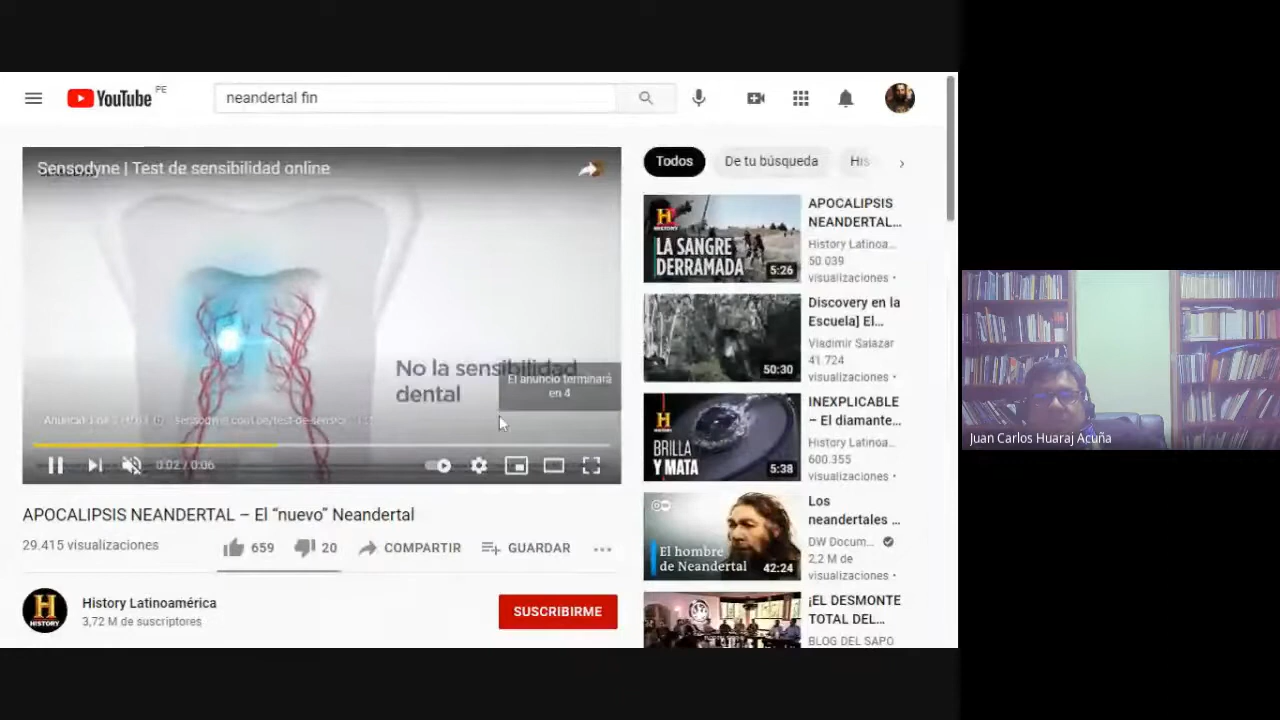 YouTube PE
neandertal fin
Sensodyne | Test de sensibilidad online
No la sensibilidad
dental
El anuncio terminará
en 4
0:02 / 0:06
APOCALIPSIS NEANDERTAL – El “nuevo” Neandertal
29.415 visualizaciones
659
20
COMPARTIR
GUARDAR
History Latinoamérica
3,72 M de suscriptores
SUSCRIBIRME
H
HISTORY
Todos
De tu búsqueda
His
H
HISTORY
LA SANGRE
DERRAMADA
5:26
APOCALIPSIS
NEANDERTAL...
History Latinoa...
50.039
visualizaciones •
50:30
Discovery en la
Escuela] El...
Vladimir Salazar
41.724
visualizaciones •
H
BRILLA
Y MATA
5:38
INEXPLICABLE
– El diamante...
History Latinoa...
600.355
visualizaciones •
El hombre
de Neandertal
42:24
Los
neandertales ...
DW Docum...
2,2 M de
visualizaciones •
¡EL DESMONTE
TOTAL DEL...
BLOG DEL SAPO
Juan Carlos Huaraj Acuña